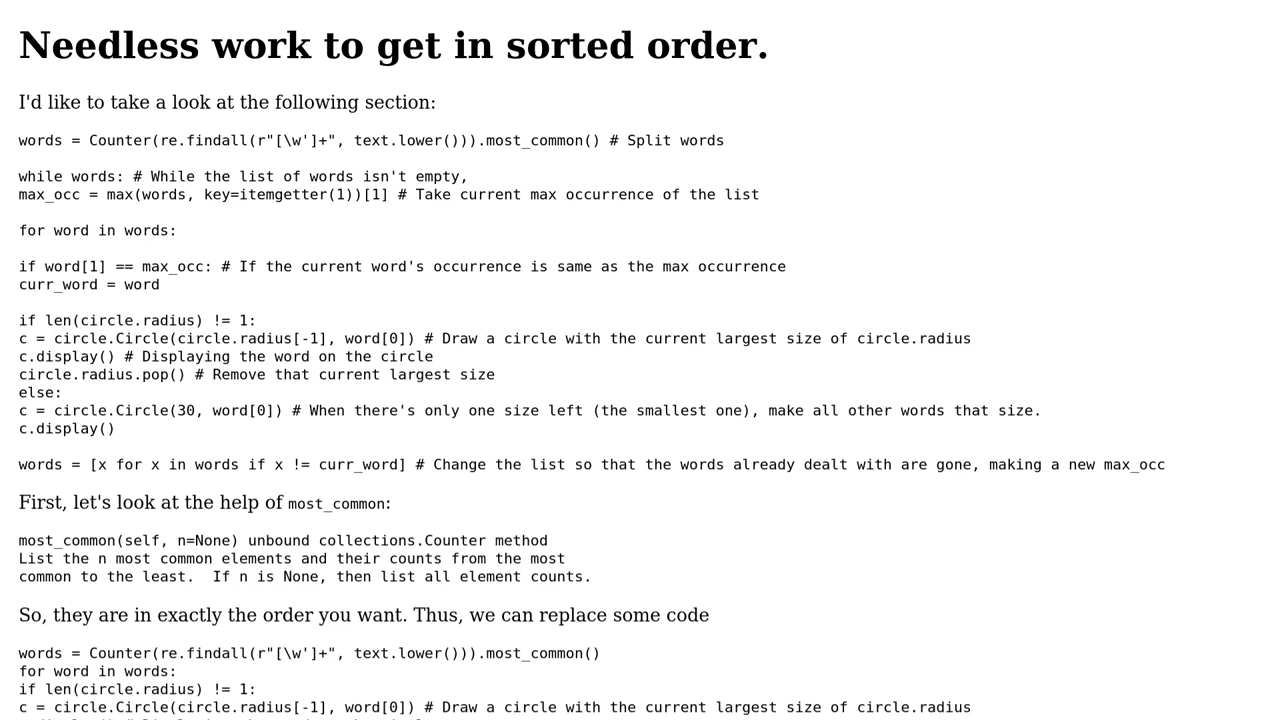 Needless work to get in sorted order.
I'd like to take a look at the following section:
words = Counter(re.findall(r"[\w']+", text.lower())).most_common() # Split words
while words: # While the list of words isn't empty,
max_occ = max(words, key=itemgetter(1))[1] # Take current max occurrence of the list
for word in words:
if word[1] == max_occ: # If the current word's occurrence is same as the max occurrence
curr_word = word
if len(circle.radius) != 1:
c = circle.Circle(circle.radius[-1], word[0]) # Draw a circle with the current largest size of circle.radius
c.display() # Displaying the word on the circle
circle.radius.pop() # Remove that current largest size
else:
c = circle.Circle(30, word[0]) # When there's only one size left (the smallest one), make all other words that size.
c.display()
words = [x for x in words if x != curr_word] # Change the list so that the words already dealt with are gone, making a new max_occ
First, let's look at the help of most_common:
most_common(self, n=None) unbound collections.Counter method
List the n most common elements and their counts from the most
common to the least.  If n is None, then list all element counts.
So, they are in exactly the order you want. Thus, we can replace some code
words = Counter(re.findall(r"[\w']+", text.lower())).most_common()
for word in words:
if len(circle.radius) != 1:
c = circle.Circle(circle.radius[-1], word[0]) # Draw a circle with the current largest size of circle.radius